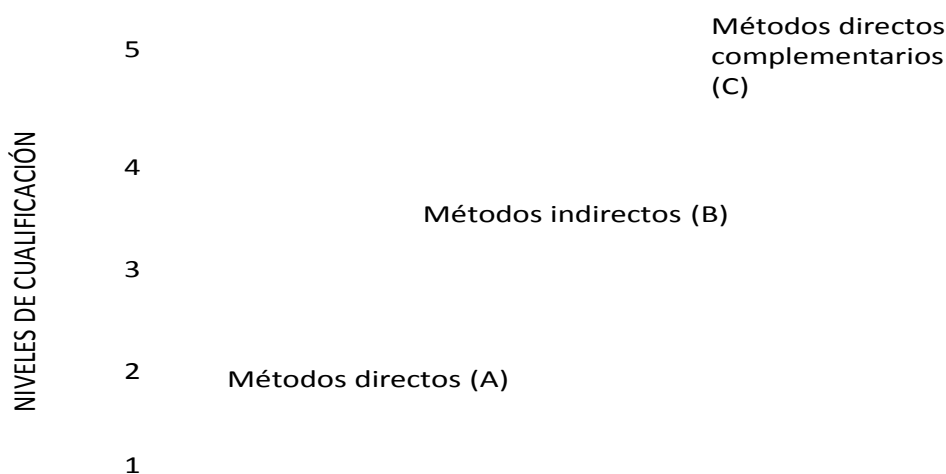 Métodos directos
complementarios
(C)
5
4
Métodos indirectos (B)
3
2
Métodos directos (A)
1
NIVELES DE CUALIFICACIÓN